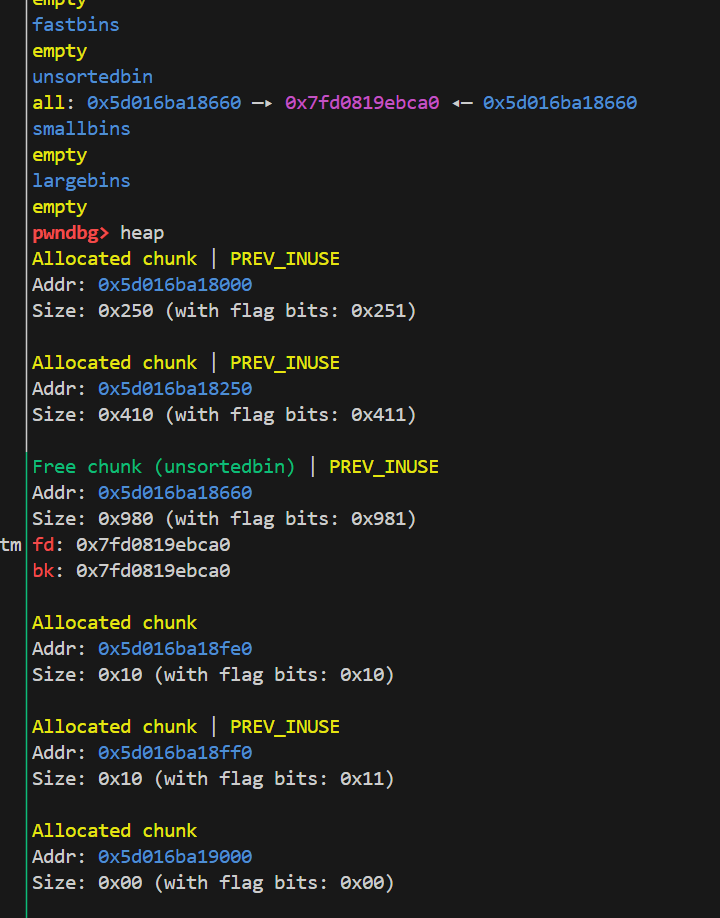 empty
fastbins
empty
unsortedbin
all: 0x5d016ba18660 —▸ 0x7fd0819ebca0 ◂— 0x5d016ba18660
smallbins
empty
largebins
empty
pwndbg> heap
Allocated chunk | PREV_INUSE
Addr: 0x5d016ba18000
Size: 0x250 (with flag bits: 0x251)
Allocated chunk | PREV_INUSE
Addr: 0x5d016ba18250
Size: 0x410 (with flag bits: 0x411)
Free chunk (unsortedbin) | PREV_INUSE
Addr: 0x5d016ba18660
Size: 0x980 (with flag bits: 0x981)
tm fd: 0x7fd0819ebca0
bk: 0x7fd0819ebca0
Allocated chunk
Addr: 0x5d016ba18fe0
Size: 0x10 (with flag bits: 0x10)
Allocated chunk | PREV_INUSE
Addr: 0x5d016ba18ff0
Size: 0x10 (with flag bits: 0x11)
Allocated chunk
Addr: 0x5d016ba19000
Size: 0x00 (with flag bits: 0x00)